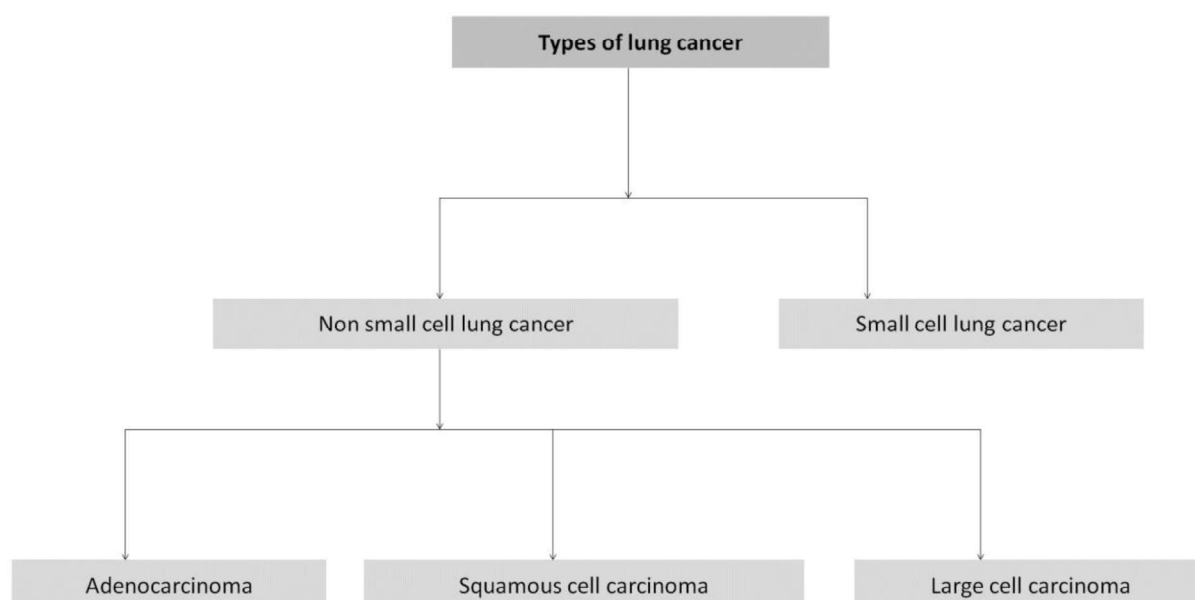 Types of lung cancer
Non small cell lung cancer
Small cell lung cancer
Adenocarcinoma
Squamous cell carcinoma
Large cell carcinoma